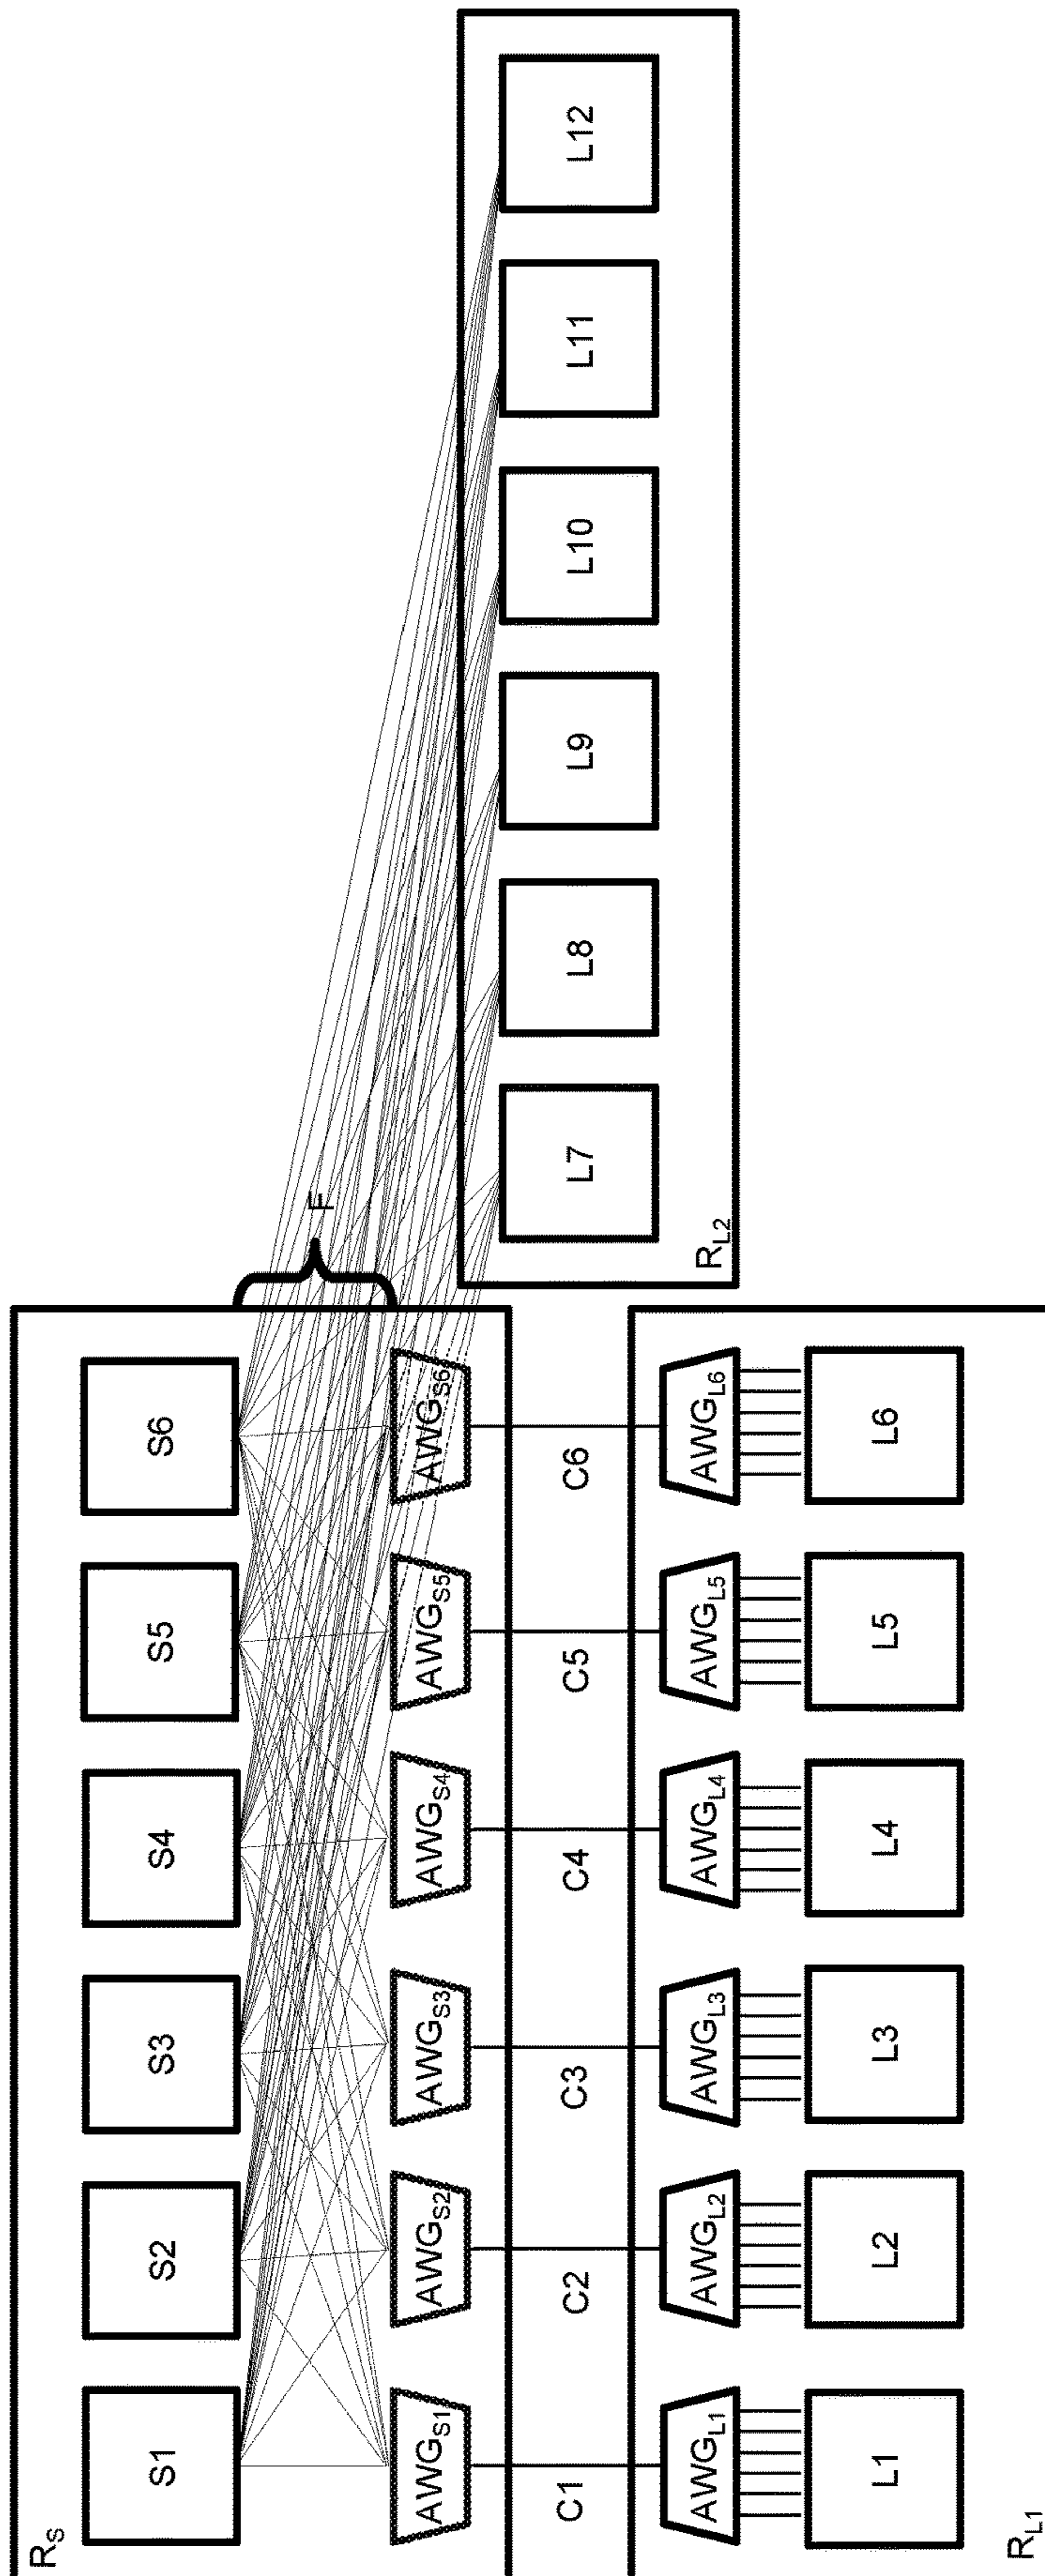 R_S
S1 S2 S3 S4 S5 S6
F
AWG_S1 AWG_S2 AWG_S3 AWG_S4 AWG_S5 AWG_S6
C1 C2 C3 C4 C5 C6
AWG_L1 AWG_L2 AWG_L3 AWG_L4 AWG_L5 AWG_L6
L1 L2 L3 L4 L5 L6
R_L1
L7 L8 L9 L10 L11 L12
R_L2